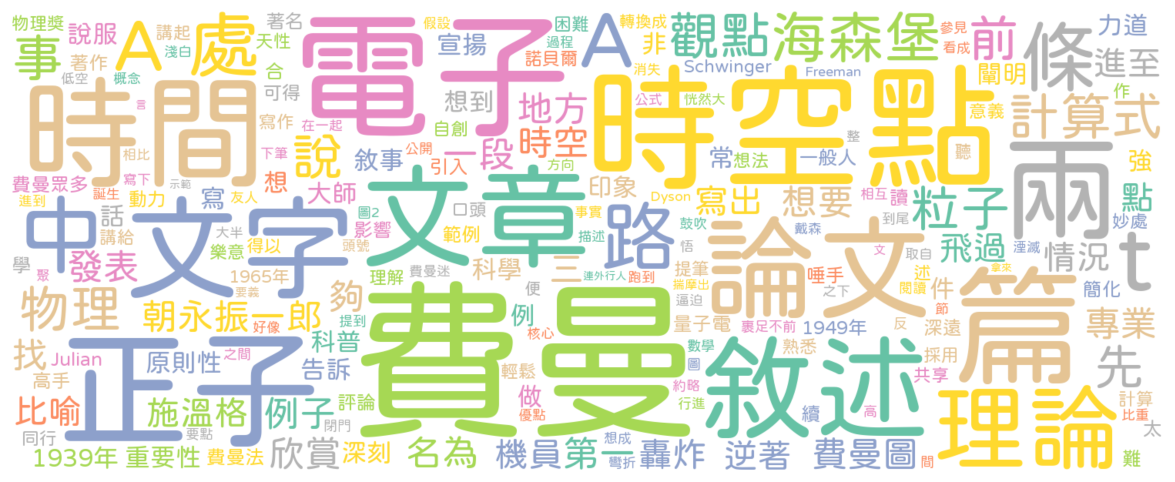 物理獎 A 講起 著名 困難 假設 轉換成 非 觀點 海森堡 前 參見 看成 條 力道
事 說服 淺白 處 天性 電子 宣揚 過程 諾貝爾 A 消失 Schwinger Freeman 闡明 進至
著作 低空 概念 合 可得 想到 地方 公式 恍然大 意義 作
時間 言 寫作 在一起 自創 時空 時空點 計算式
相比 下筆 說 公開 一段 引入 方向 常 想法 整 一般人 聽 強
費曼眾多 誕生 寫下 想 敘事 大師 文章 印象 事實 Dyson 寫出 想要 相互 讀 粒子 兩 點
進到 動力 示範 友人 寫 圖2 影響 口頭 範例 描述 鼓吹 戴森 到尾 妙處
中 話 講給 大半 樂意 得以 頭號 路 悟 飛過 湮滅 情況 t
學 發表 文字 1965年 理解 費曼迷 科學 三 連外行人 跑到 提筆 唾手 文 取自 述 簡化
聚 要義 夠 便 揣摩出 逼迫 之下 拿來 閱讀 件
物理 朝永振一郎 提到 例 量子電 論文 節 專業
找 Julian 好像 科普 核心 裹足不前 1949年 反 深遠
原則性 之間 告訴 費曼 數學 圖 熟悉 採用 篇 先
高手 正子 輕鬆 敘述 約略 共享
比喻 施溫格 例子 評論 做 優點 行進 續 高 計算 比重
同行 要點 閉門 想成 太
1939年 重要性 費曼法 欣賞 深刻 名為 機員 第一 彎折 轟炸 逆著 費曼圖 間 理論 難